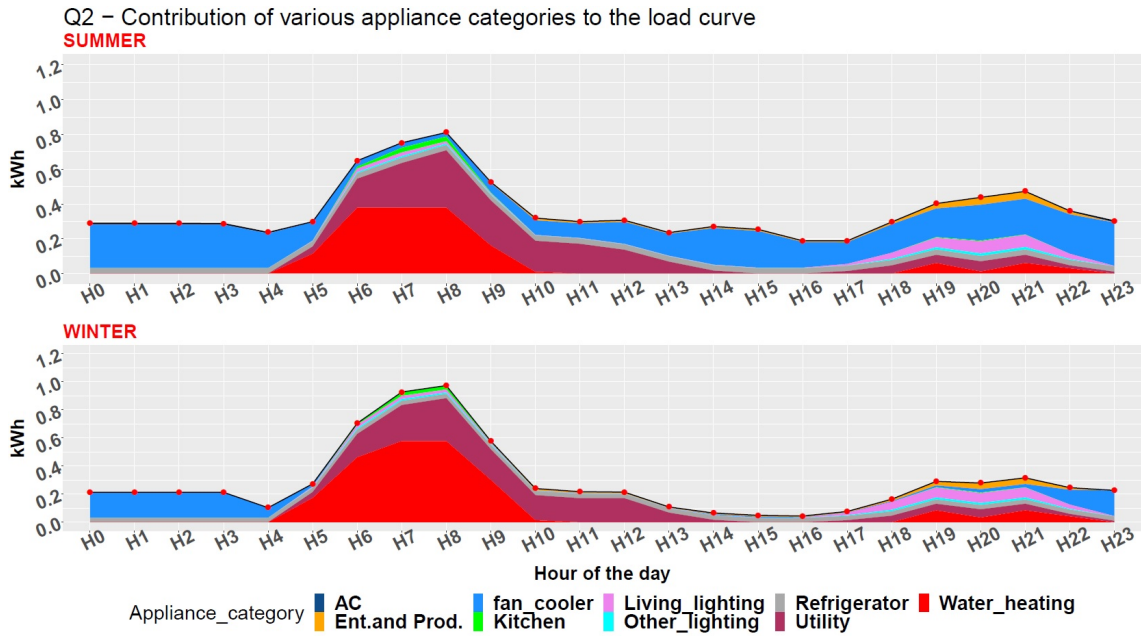 Q2 − Contribution of various appliance categories to the load curve
SUMMER
1.2
1.0
0.8
0.6
0.4
0.2
0.0
kWh
H0 H1 H2 H3 H4 H5 H6 H7 H8 H9 H10 H11 H12 H13 H14 H15 H16 H17 H18 H19 H20 H21 H22 H23
WINTER
1.2
1.0
0.8
0.6
0.4
0.2
0.0
kWh
H0 H1 H2 H3 H4 H5 H6 H7 H8 H9 H10 H11 H12 H13 H14 H15 H16 H17 H18 H19 H20 H21 H22 H23
Hour of the day
Appliance_category
AC fan_cooler Living_lighting Refrigerator Water_heating
Ent.and Prod. Kitchen Other_lighting Utility